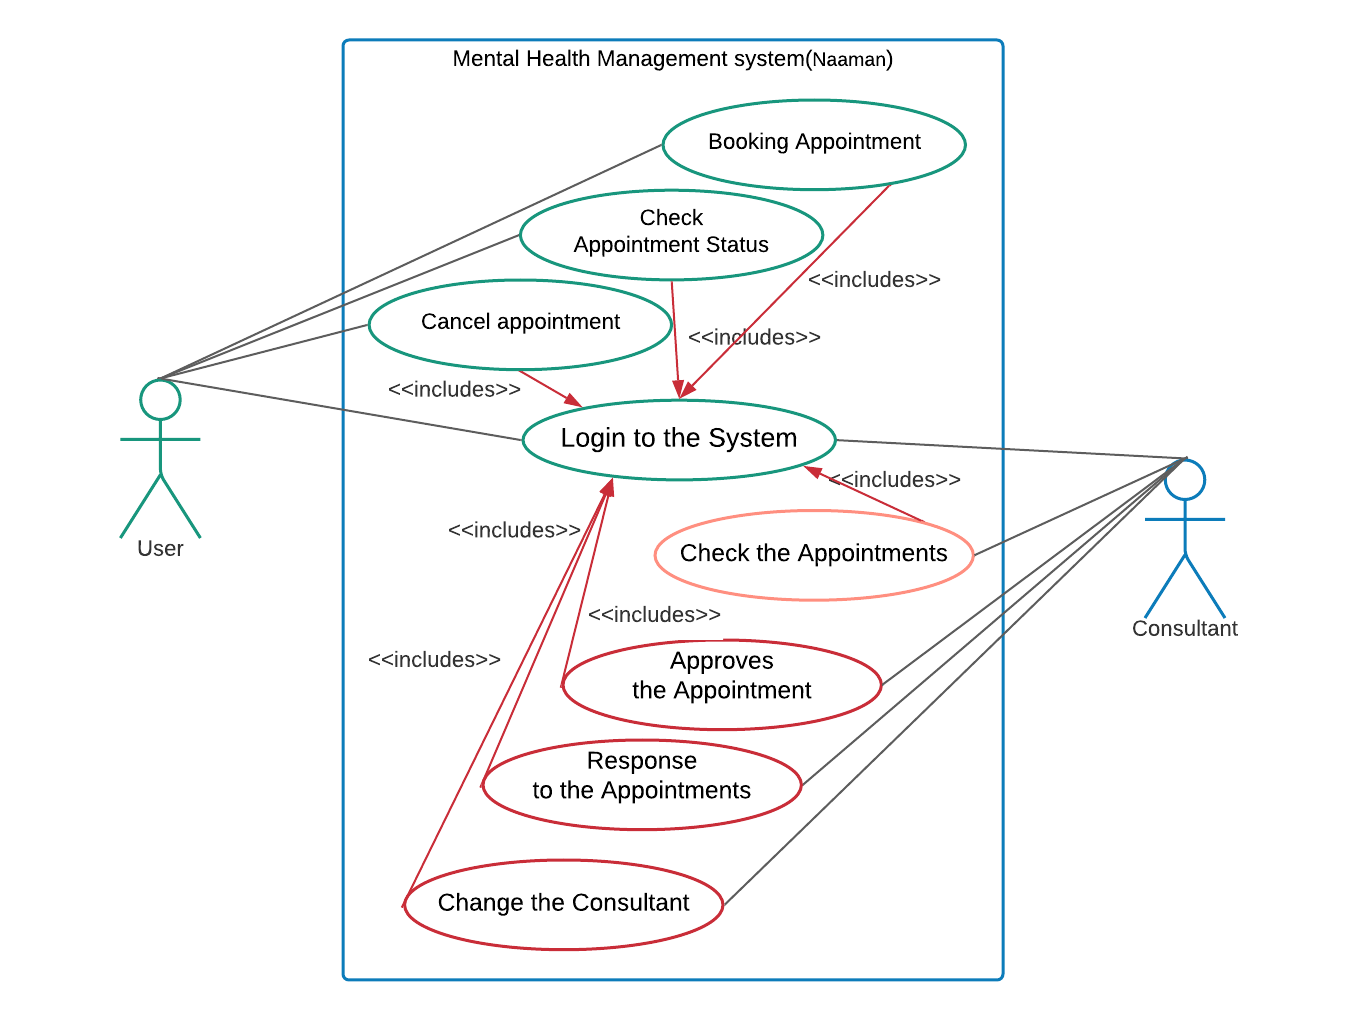 Mental Health Management system(Naaman)
Booking Appointment
Check
Appointment Status
<<includes>>
Cancel appointment
<<includes>>
<<includes>>
Login to the System
<<includes>>
<<includes>>
User
Check the Appointments
<<includes>>
Consultant
<<includes>>
Approves
the Appointment
Response
to the Appointments
Change the Consultant